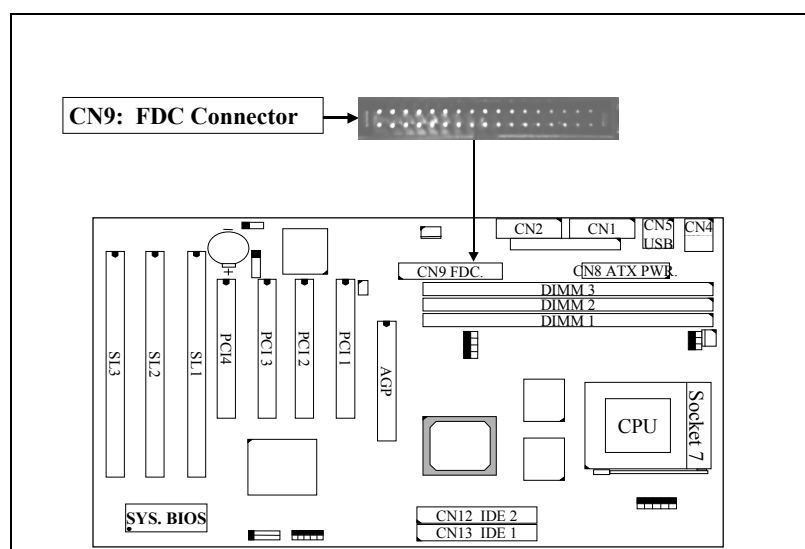 CN9: FDC Connector
CN2
CN1
CN5
USB
CN4
CN9 FDC.
CN8 ATX PWR.
DIMM 3
DIMM 2
DIMM 1
SL3
SL2
SL1
PCI4
PCI 3
PCI 2
PCI 1
AGP
CPU
Socket 7
SYS. BIOS
CN12 IDE 2
CN13 IDE 1